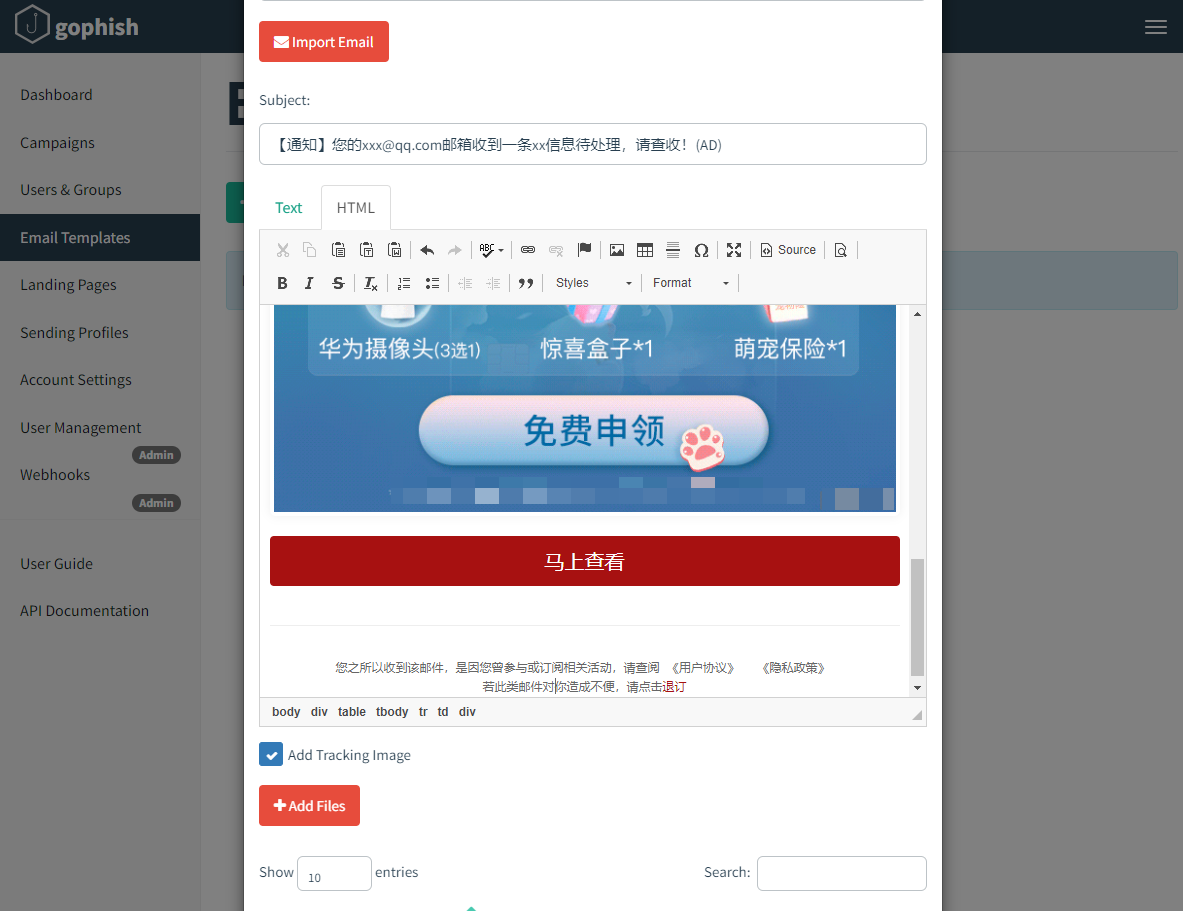 gophish
Dashboard
Campaigns
Users & Groups
Email Templates
Landing Pages
Sending Profiles
Account Settings
User Management
Admin
Webhooks
Admin
User Guide
API Documentation
Import Email
Subject:
【通知】您的xxx@qq.com邮箱收到一条xx信息待处理，请查收！(AD)
Text HTML
Source
Styles Format
华为摄像头(3选1) 惊喜盒子*1 萌宠保险*1
免费申领
马上查看
您之所以收到该邮件，是因您曾参与或订阅相关活动，请查阅 《用户协议》 《隐私政策》
若此类邮件对你造成不便，请点击退订
body div table tbody tr td div
Add Tracking Image
Add Files
Show 10 entries Search: